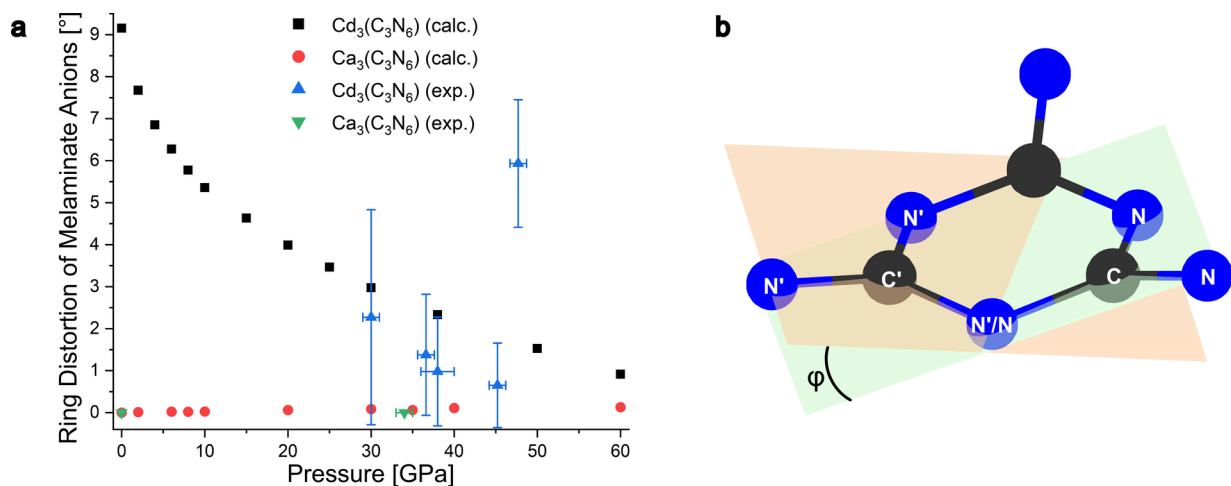 a
Ring Distortion of Melaminate Anions [°]
9
8
7
6
5
4
3
2
1
0
0 10 20 30 40 50 60
Pressure [GPa]
Cd₃(C₃N₆) (calc.)
Ca₃(C₃N₆) (calc.)
Cd₃(C₃N₆) (exp.)
Ca₃(C₃N₆) (exp.)
b
N' N
N' C' C N
N'/N
φ